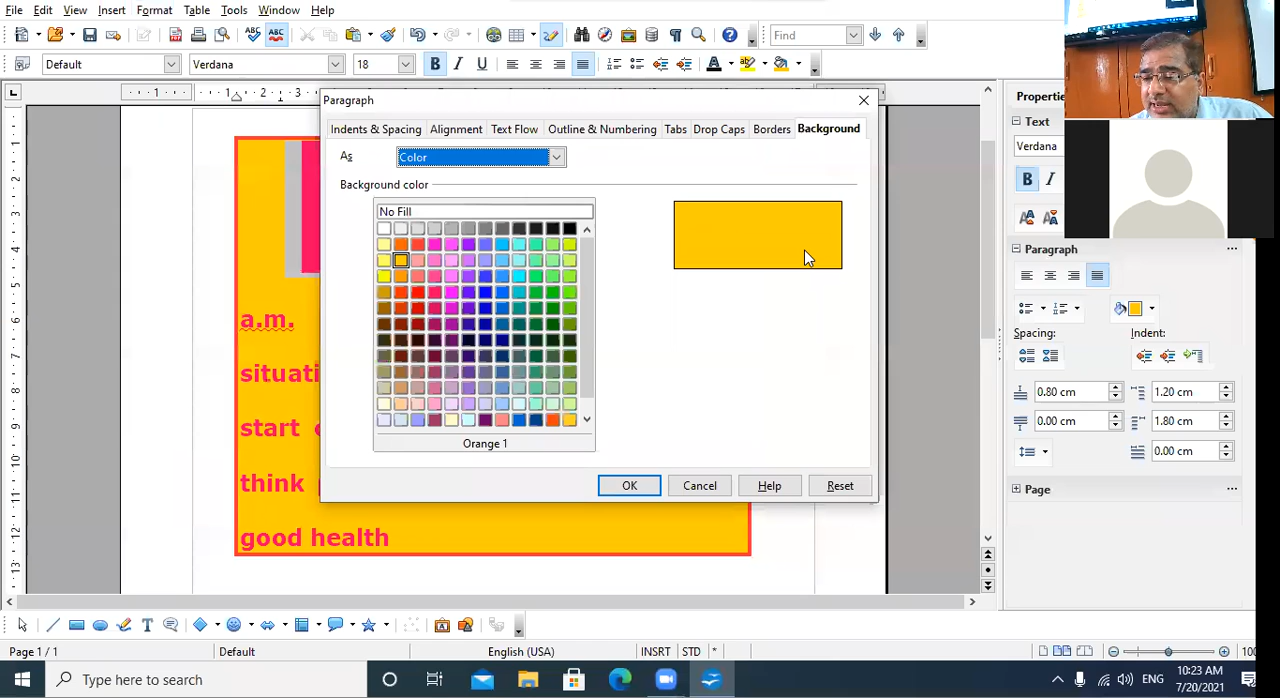 File Edit View Insert Format Table Tools Window Help
Find
Default Verdana 18
Paragraph
Indents & Spacing Alignment Text Flow Outline & Numbering Tabs Drop Caps Borders Background
As Color
Background color
No Fill
Orange 1
OK Cancel Help Reset
a.m.
situati
start
think
good health
Text
Verdana
B I
Paragraph
Spacing: Indent:
0.80 cm 1.20 cm
0.00 cm 1.80 cm
0.00 cm
Page
Page 1 / 1 Default English (USA) INSRT STD * 100
Type here to search
ENG
10:23 AM
7/20/2021